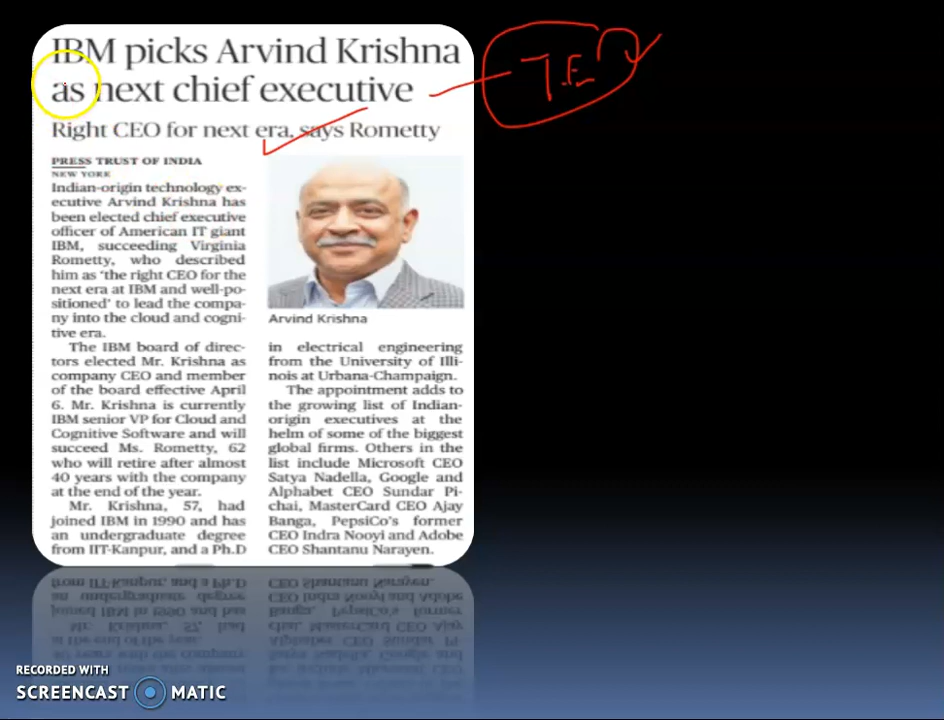 IBM picks Arvind Krishna
as next chief executive
Right CEO for next era, says Rometty
PRESS TRUST OF INDIA
NEW YORK
Indian-origin technology ex-
ecutive Arvind Krishna has
been elected chief executive
officer of American IT giant
IBM, succeeding Virginia
Rometty, who described
him as ‘the right CEO for the
next era at IBM and well-po-
sitioned’ to lead the compa-
ny into the cloud and cogni-
tive era.
The IBM board of direc-
tors elected Mr. Krishna as
company CEO and member
of the board effective April
6. Mr. Krishna is currently
IBM senior VP for Cloud and
Cognitive Software and will
succeed Ms. Rometty, 62
who will retire after almost
40 years with the company
at the end of the year.
Mr. Krishna, 57, had
joined IBM in 1990 and has
an undergraduate degree
from IIT-Kanpur, and a Ph.D
Arvind Krishna
in electrical engineering
from the University of Illi-
nois at Urbana-Champaign.
The appointment adds to
the growing list of Indian-
origin executives at the
helm of some of the biggest
global firms. Others in the
list include Microsoft CEO
Satya Nadella, Google and
Alphabet CEO Sundar Pi-
chai, MasterCard CEO Ajay
Banga, PepsiCo’s former
CEO Indra Nooyi and Adobe
CEO Shantanu Narayen.
RECORDED WITH
SCREENCAST MATIC